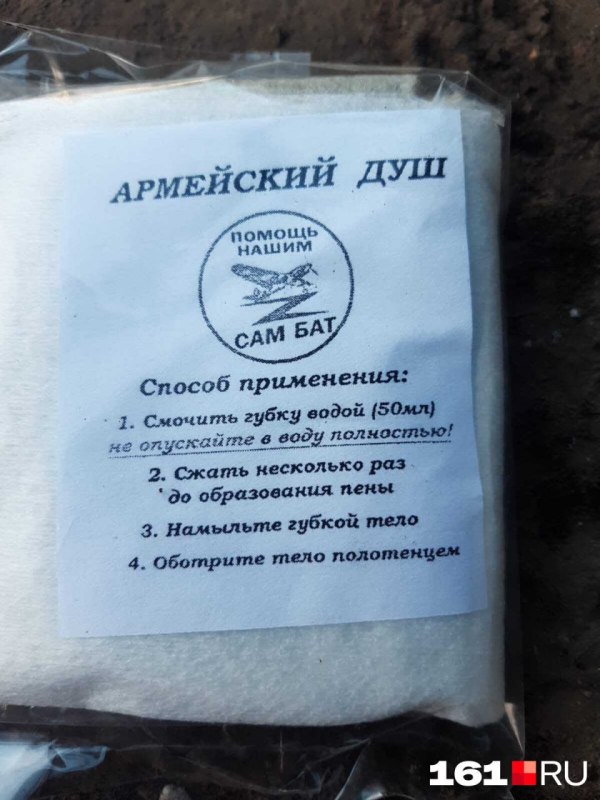 АРМЕЙСКИЙ ДУШ
ПОМОЩЬ
НАШИМ
САМ БАТ
Способ применения:
1. Смочить губку водой (50мл)
не опускайте в воду полностью!
2. Сжать несколько раз
до образования пены
3. Намыльте губкой тело
4. Оботрите тело полотенцем
161.RU